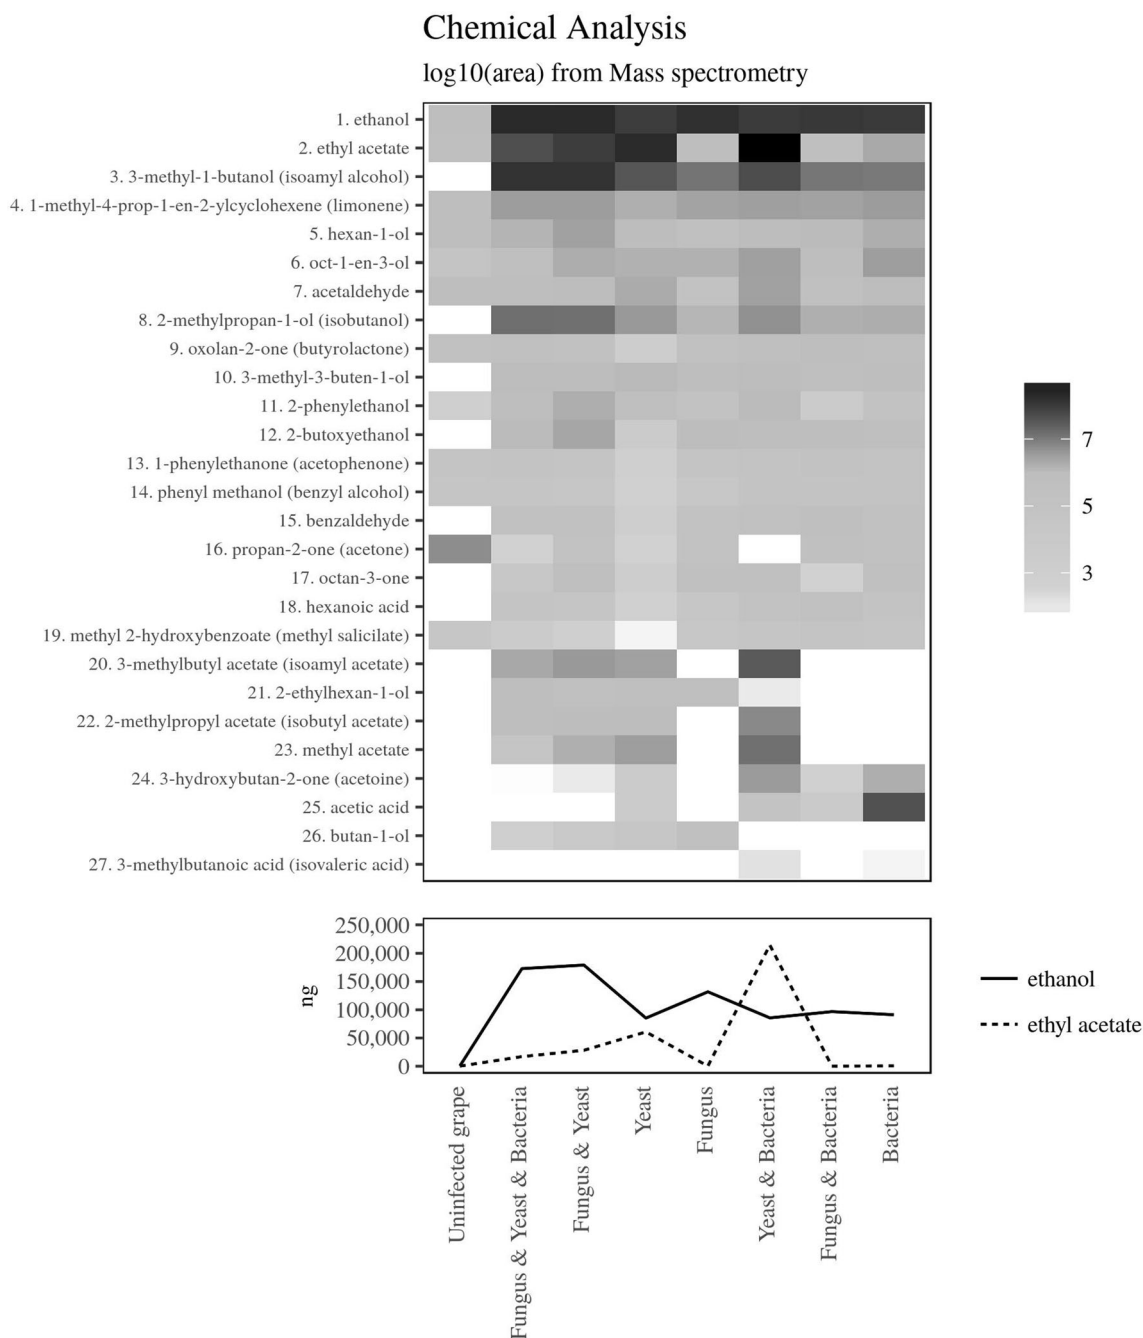 Chemical Analysis
log10(area) from Mass spectrometry
1. ethanol
2. ethyl acetate
3. 3-methyl-1-butanol (isoamyl alcohol)
4. 1-methyl-4-prop-1-en-2-ylcyclohexene (limonene)
5. hexan-1-ol
6. oct-1-en-3-ol
7. acetaldehyde
8. 2-methylpropan-1-ol (isobutanol)
9. oxolan-2-one (butyrolactone)
10. 3-methyl-3-buten-1-ol
11. 2-phenylethanol
12. 2-butoxyethanol
13. 1-phenylethanone (acetophenone)
14. phenyl methanol (benzyl alcohol)
15. benzaldehyde
16. propan-2-one (acetone)
17. octan-3-one
18. hexanoic acid
19. methyl 2-hydroxybenzoate (methyl salicilate)
20. 3-methylbutyl acetate (isoamyl acetate)
21. 2-ethylhexan-1-ol
22. 2-methylpropyl acetate (isobutyl acetate)
23. methyl acetate
24. 3-hydroxybutan-2-one (acetoine)
25. acetic acid
26. butan-1-ol
27. 3-methylbutanoic acid (isovaleric acid)
7
5
3
250,000
200,000
150,000
100,000
50,000
0
ng
ethanol
ethyl acetate
Uninfected grape
Fungus & Yeast & Bacteria
Fungus & Yeast
Yeast
Fungus
Yeast & Bacteria
Fungus & Bacteria
Bacteria